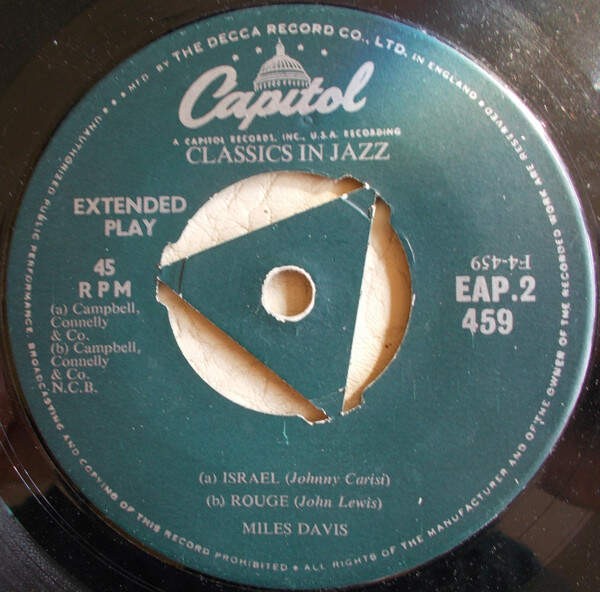 MFD BY THE DECCA RECORD CO., LTD. IN ENGLAND • ALL RIGHTS OF THE MANUFACTURER AND OF THE OWNER OF THE RECORDED WORK ARE RESERVED
UNAUTHORISED PUBLIC PERFORMANCE, BROADCASTING AND COPYING OF THIS RECORD PROHIBITED •
Capitol
A CAPITOL RECORDS, INC., U.S.A. RECORDING
CLASSICS IN JAZZ
EXTENDED
PLAY
45
RPM
(a) Campbell,
Connelly
& Co.
(b) Campbell,
Connelly
& Co.
N.C.B.
F4-459
EAP.2
459
(a) ISRAEL (Johnny Carisi)
(b) ROUGE (John Lewis)
MILES DAVIS